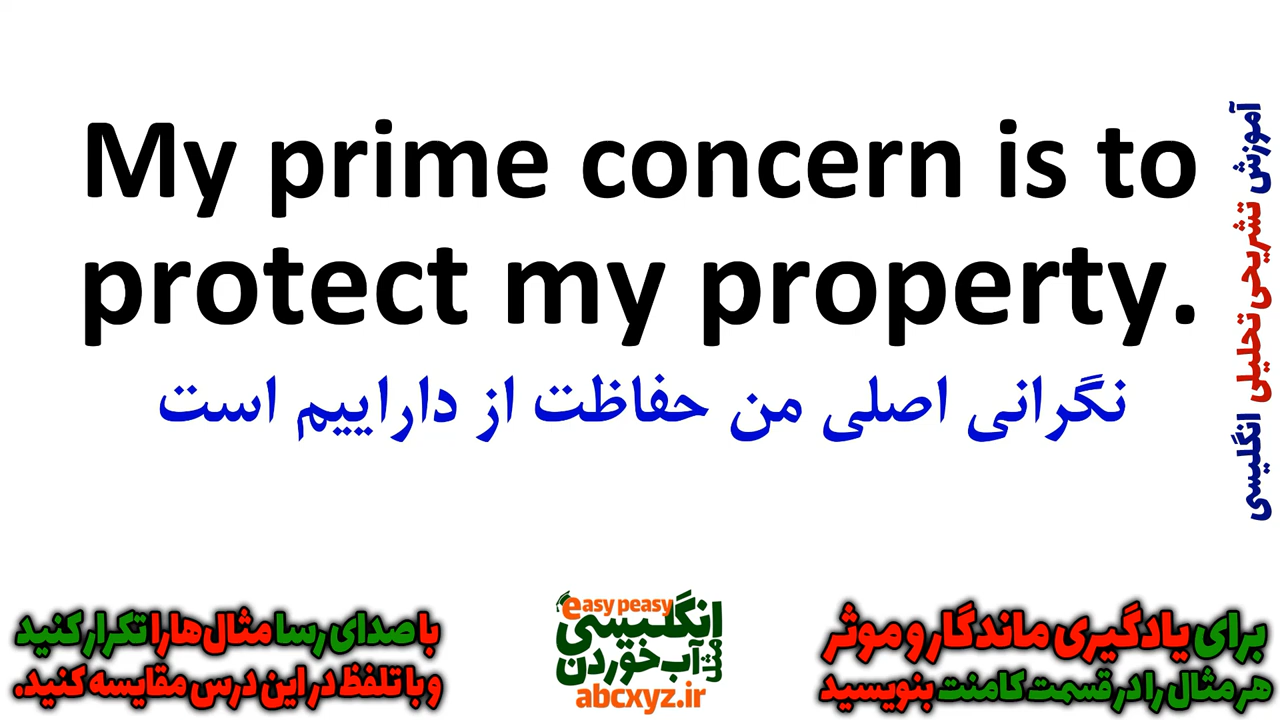 My prime concern is to
protect my property.
نگرانی اصلی من حفاظت از داراییم است
آموزش تشریحی تحلیلی انگلیسی
با صدای رسا مثال‌ها را تکرار کنید
و با تلفظ در این درس مقایسه کنید.
easy peasy
انگلیسی
مثل آب خوردن
abcxyz.ir
برای یادگیری ماندگار و موثر
هر مثال را در قسمت کامنت بنویسید